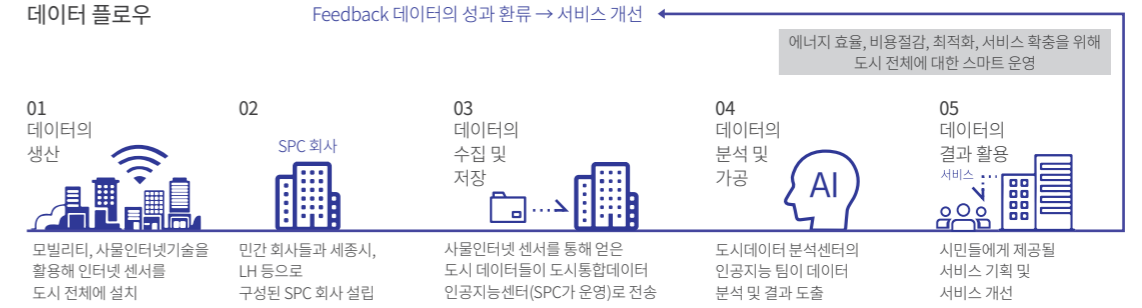 데이터 플로우
Feedback 데이터의 성과 환류 → 서비스 개선
에너지 효율, 비용절감, 최적화, 서비스 확충을 위해
도시 전체에 대한 스마트 운영
01
데이터의
생산
모빌리티, 사물인터넷기술을
활용해 인터넷 센서를
도시 전체에 설치
02
SPC 회사
민간 회사들과 세종시,
LH 등으로
구성된 SPC 회사 설립
03
데이터의
수집 및
저장
사물인터넷 센서를 통해 얻은
도시 데이터들이 도시통합데이터
인공지능센터(SPC가 운영)로 전송
04
데이터의
분석 및
가공
AI
도시데이터 분석센터의
인공지능 팀이 데이터
분석 및 결과 도출
05
데이터의
결과 활용
서비스
시민들에게 제공될
서비스 기획 및
서비스 개선